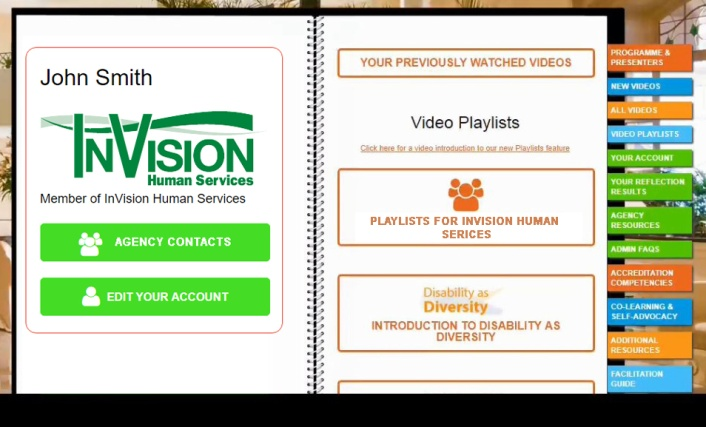 John Smith
INVISION
Human Services
Member of InVision Human Services
AGENCY CONTACTS
EDIT YOUR ACCOUNT
YOUR PREVIOUSLY WATCHED VIDEOS
Video Playlists
Click here for a video introduction to our new Playlists feature
PLAYLISTS FOR INVISION HUMAN
SERICES
Disability as
Diversity
INTRODUCTION TO DISABILITY AS
DIVERSITY
PROGRAMME &
PRESENTERS
NEW VIDEOS
ALL VIDEOS
VIDEO PLAYLISTS
YOUR ACCOUNT
YOUR REFLECTION
RESULTS
AGENCY
RESOURCES
ADMIN FAQS
ACCREDITATION
COMPETENCIES
CO-LEARNING &
SELF-ADVOCACY
ADDITIONAL
RESOURCES
FACILITATION
GUIDE